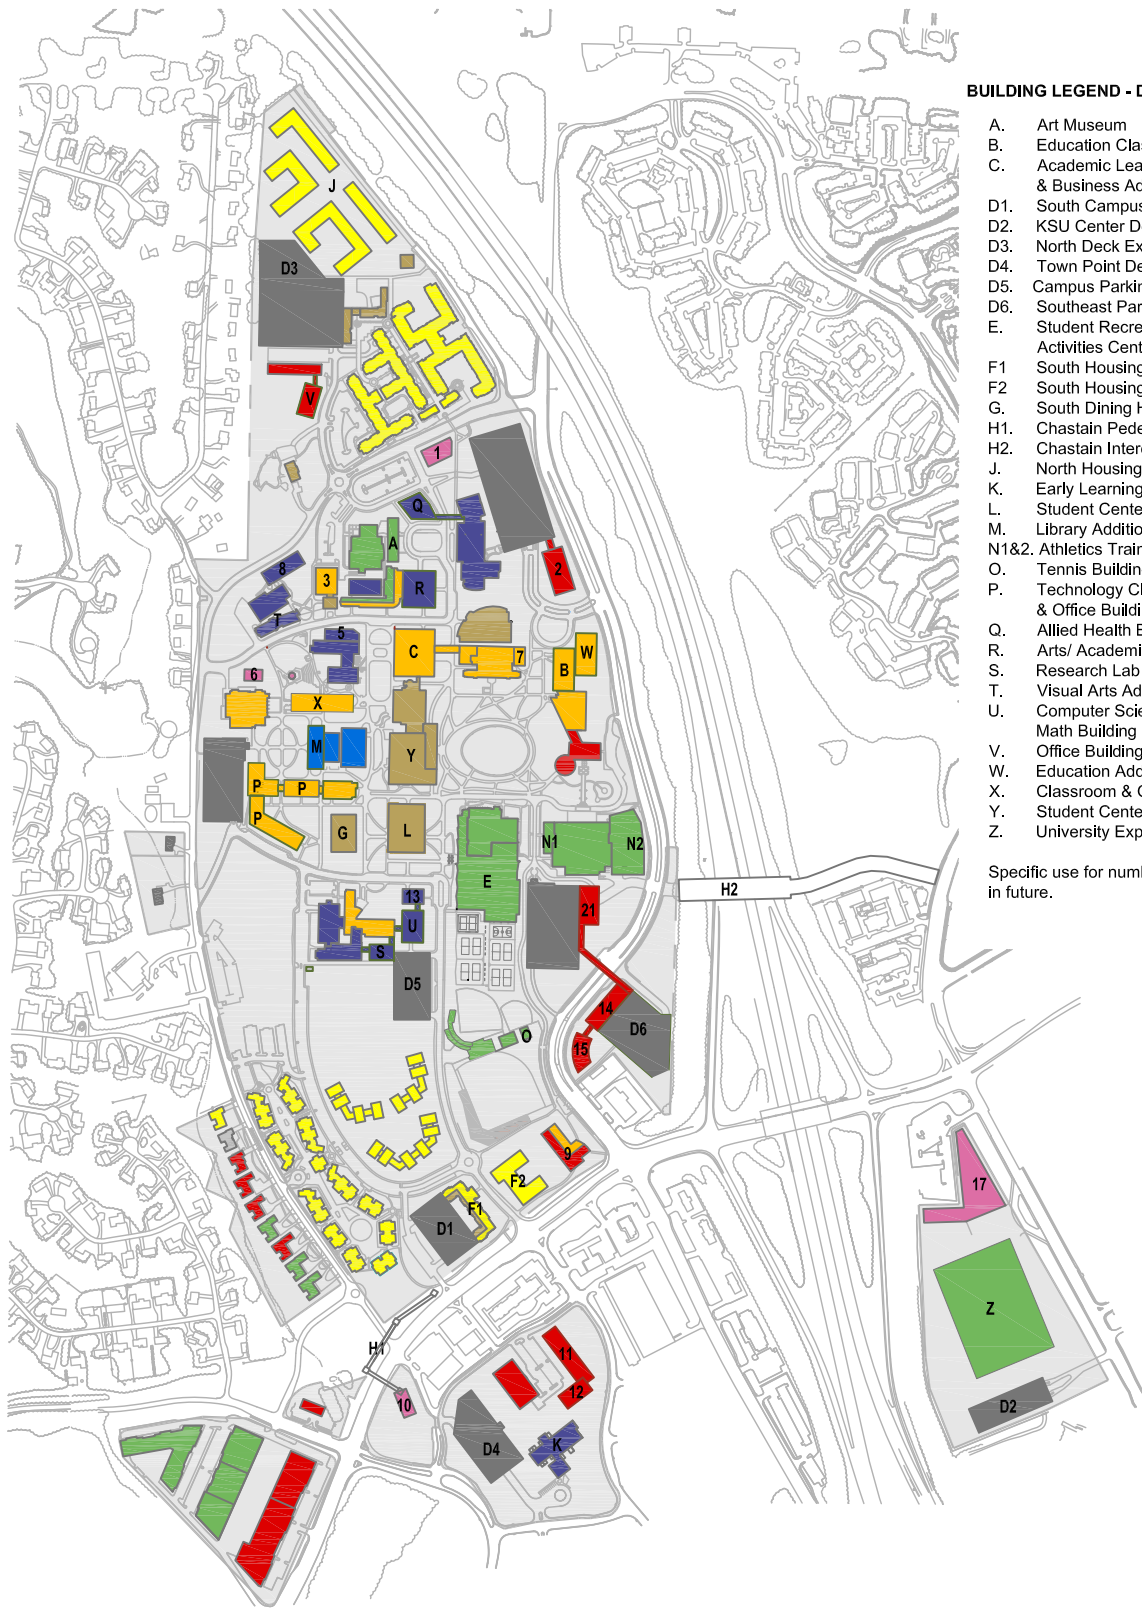 BUILDING LEGEND - D
A. Art Museum
B. Education Cla
C. Academic Lea
& Business Ad
D1. South Campus
D2. KSU Center D
D3. North Deck Ex
D4. Town Point De
D5. Campus Parkin
D6. Southeast Par
E. Student Recre
Activities Cent
F1 South Housing
F2 South Housing
G. South Dining H
H1. Chastain Pede
H2. Chastain Inter
J. North Housing
K. Early Learning
L. Student Cente
M. Library Additio
N1&2. Athletics Train
O. Tennis Building
P. Technology Cl
& Office Buildi
Q. Allied Health B
R. Arts/ Academi
S. Research Lab
T. Visual Arts Ad
U. Computer Scie
Math Building
V. Office Building
W. Education Add
X. Classroom & O
Y. Student Cente
Z. University Exp
Specific use for numb
in future.
J
D3
V
1
Q
A
2
8
3
R
T
5
C
7
W
B
6
X
M
Y
P
P
P
G
L
N1
N2
E
H2
13
21
U
S
D5
14
D6
15
O
9
F2
F1
D1
17
Z
D2
H1
10
11
12
D4
K